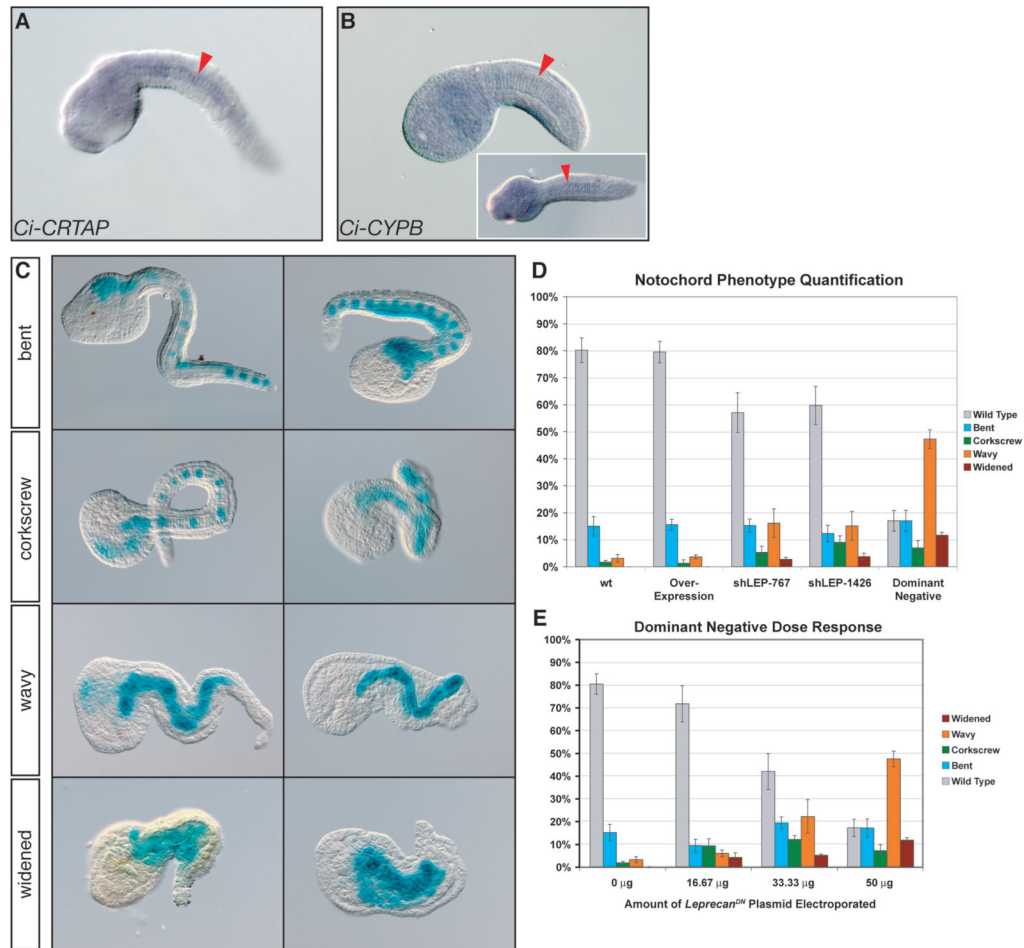 A
Ci-CRTAP
B
Ci-CYPB
C
bent
corkscrew
wavy
widened
D
Notochord Phenotype Quantification
100%
90%
80%
70%
60%
50%
40%
30%
20%
10%
0%
wt
Over-
Expression
shLEP-767
shLEP-1426
Dominant
Negative
Wild Type
Bent
Corkscrew
Wavy
Widened
E
Dominant Negative Dose Response
100%
90%
80%
70%
60%
50%
40%
30%
20%
10%
0%
0 µg
16.67 µg
33.33 µg
50 µg
Amount of Leprecan^DN Plasmid Electroporated
Widened
Wavy
Corkscrew
Bent
Wild Type